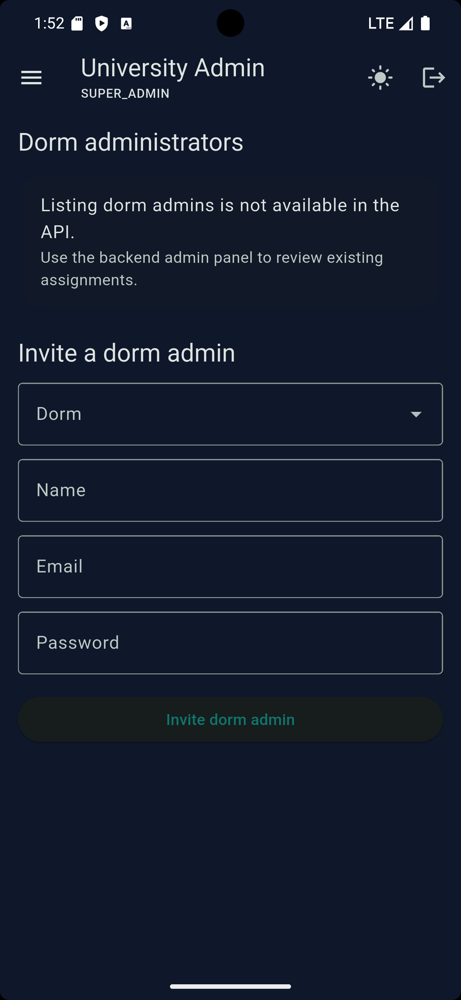 1:52
LTE
University Admin
SUPER_ADMIN
Dorm administrators
Listing dorm admins is not available in the
API.
Use the backend admin panel to review existing
assignments.
Invite a dorm admin
Dorm
Name
Email
Password
Invite dorm admin